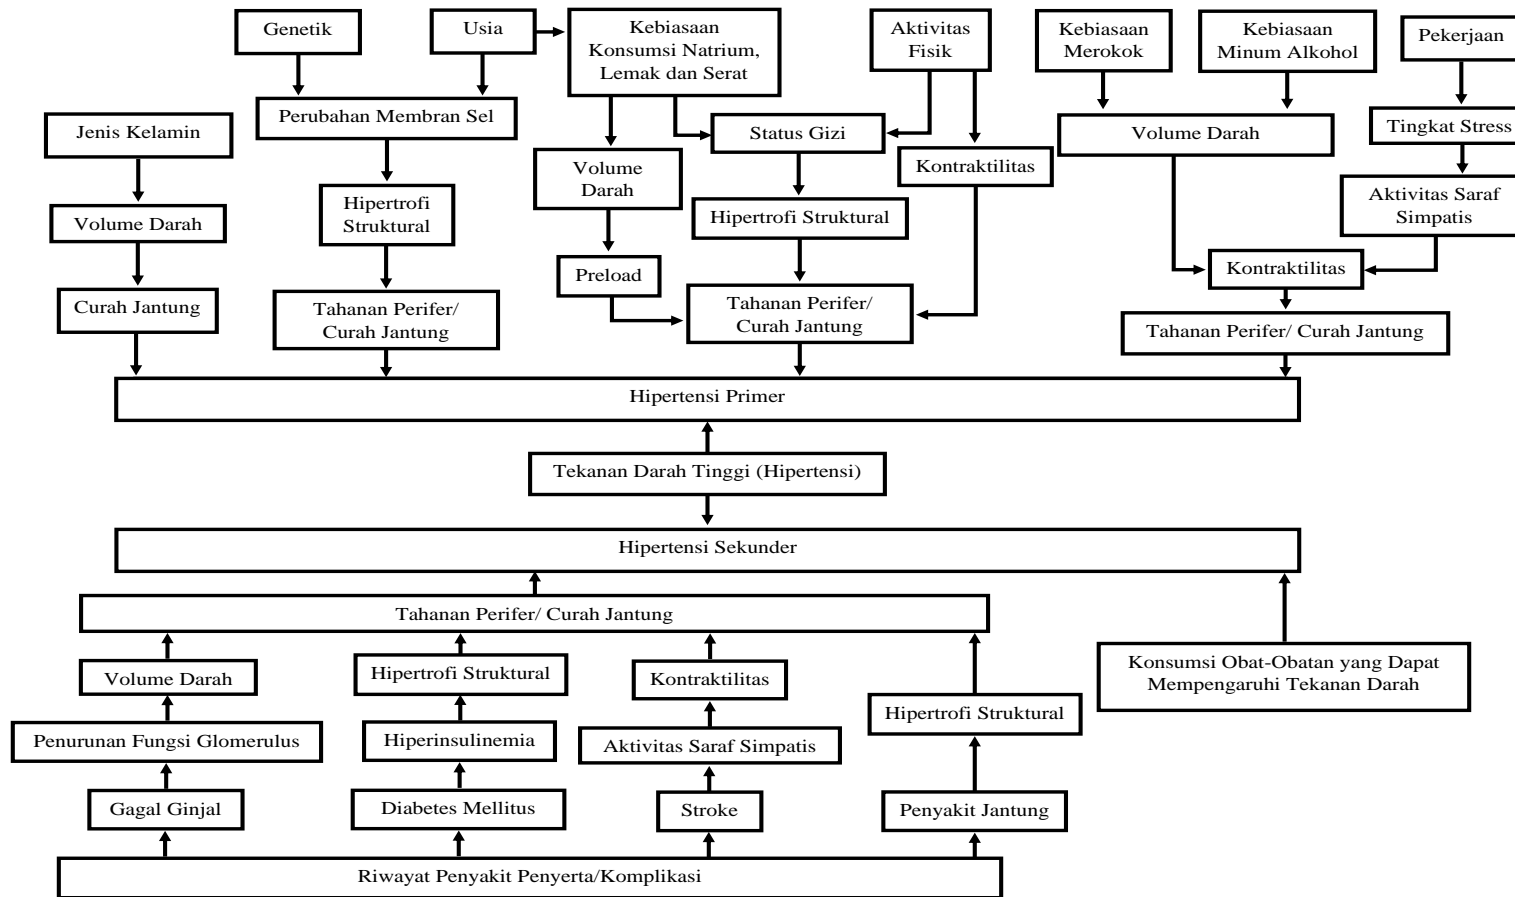 Genetik
Usia
Kebiasaan
Konsumsi Natrium,
Lemak dan Serat
Aktivitas
Fisik
Kebiasaan
Merokok
Kebiasaan
Minum Alkohol
Pekerjaan
Jenis Kelamin
Perubahan Membran Sel
Status Gizi
Volume Darah
Tingkat Stress
Volume
Darah
Kontraktilitas
Volume Darah
Hipertrofi
Struktural
Hipertrofi Struktural
Aktivitas Saraf
Simpatis
Preload
Kontraktilitas
Curah Jantung
Tahanan Perifer/
Curah Jantung
Tahanan Perifer/
Curah Jantung
Tahanan Perifer/ Curah Jantung
Hipertensi Primer
Tekanan Darah Tinggi (Hipertensi)
Hipertensi Sekunder
Tahanan Perifer/ Curah Jantung
Volume Darah
Hipertrofi Struktural
Kontraktilitas
Hipertrofi Struktural
Konsumsi Obat-Obatan yang Dapat
Mempengaruhi Tekanan Darah
Penurunan Fungsi Glomerulus
Hiperinsulinemia
Aktivitas Saraf Simpatis
Gagal Ginjal
Diabetes Mellitus
Stroke
Penyakit Jantung
Riwayat Penyakit Penyerta/Komplikasi